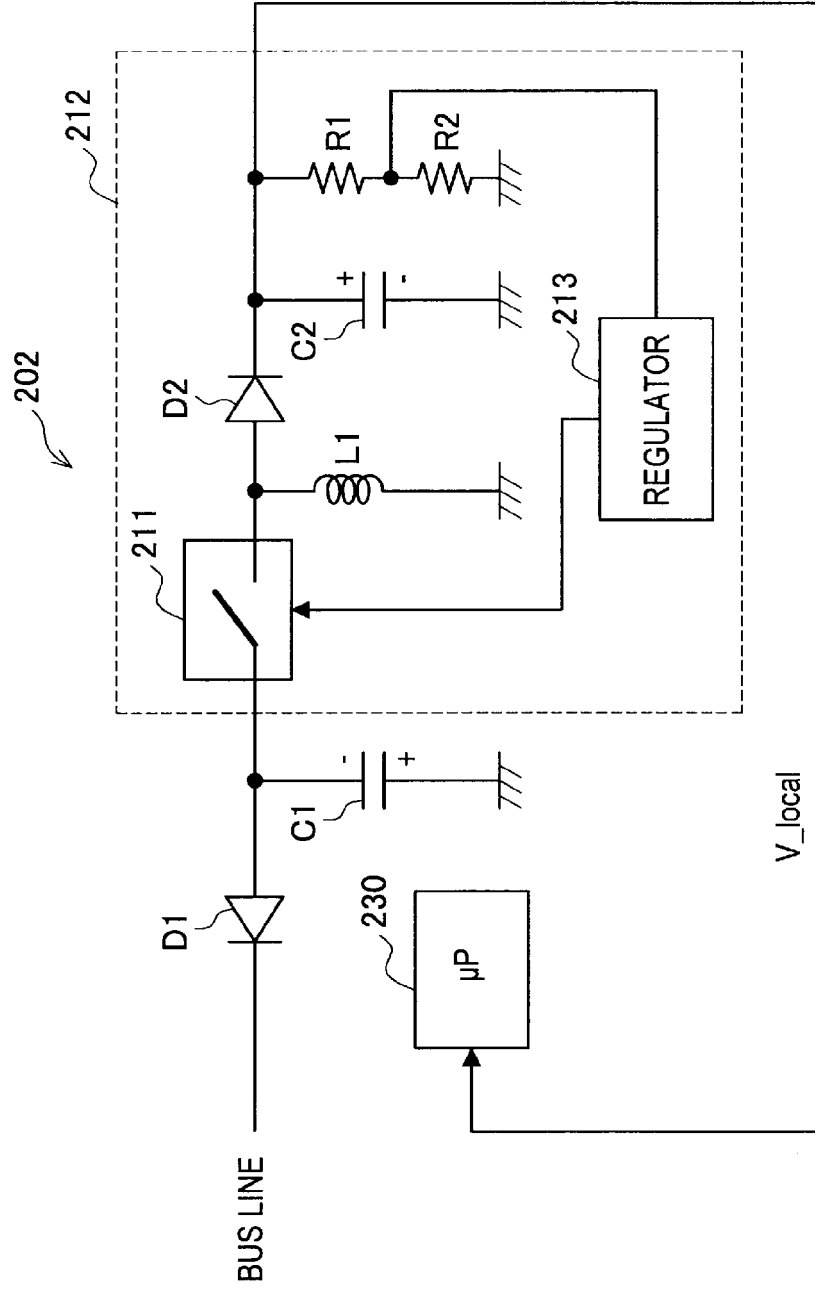 202
212
211
D1
D2
C1
-
+
L1
C2
+
-
R1
R2
BUS LINE
230
µP
213
REGULATOR
V_local